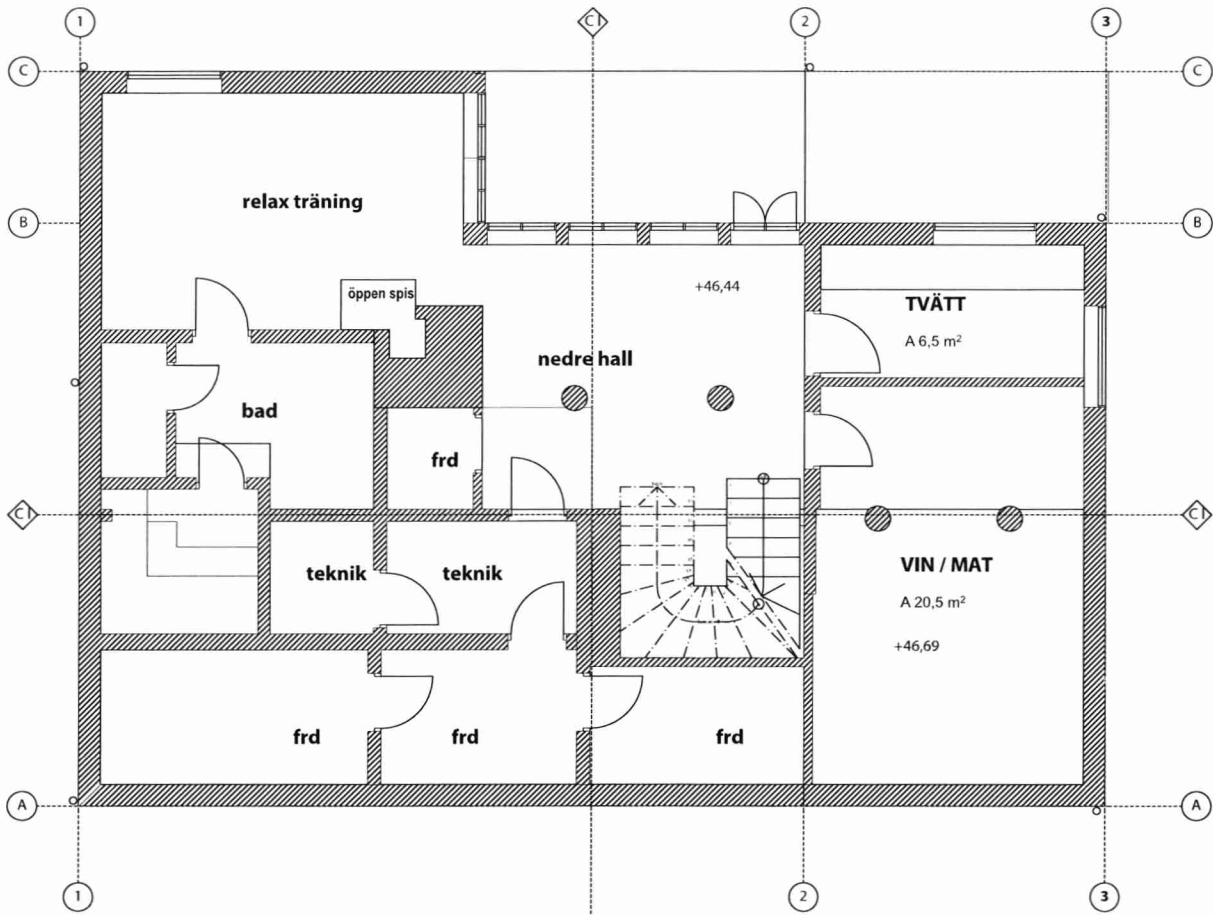 1
C1
2
3
C
C
relax träning
B
B
öppen spis
+46,44
TVÄTT
A 6,5 m²
nedre hall
bad
frd
C1
C1
teknik
teknik
VIN / MAT
A 20,5 m²
+46,69
frd
frd
frd
A
A
1
2
3